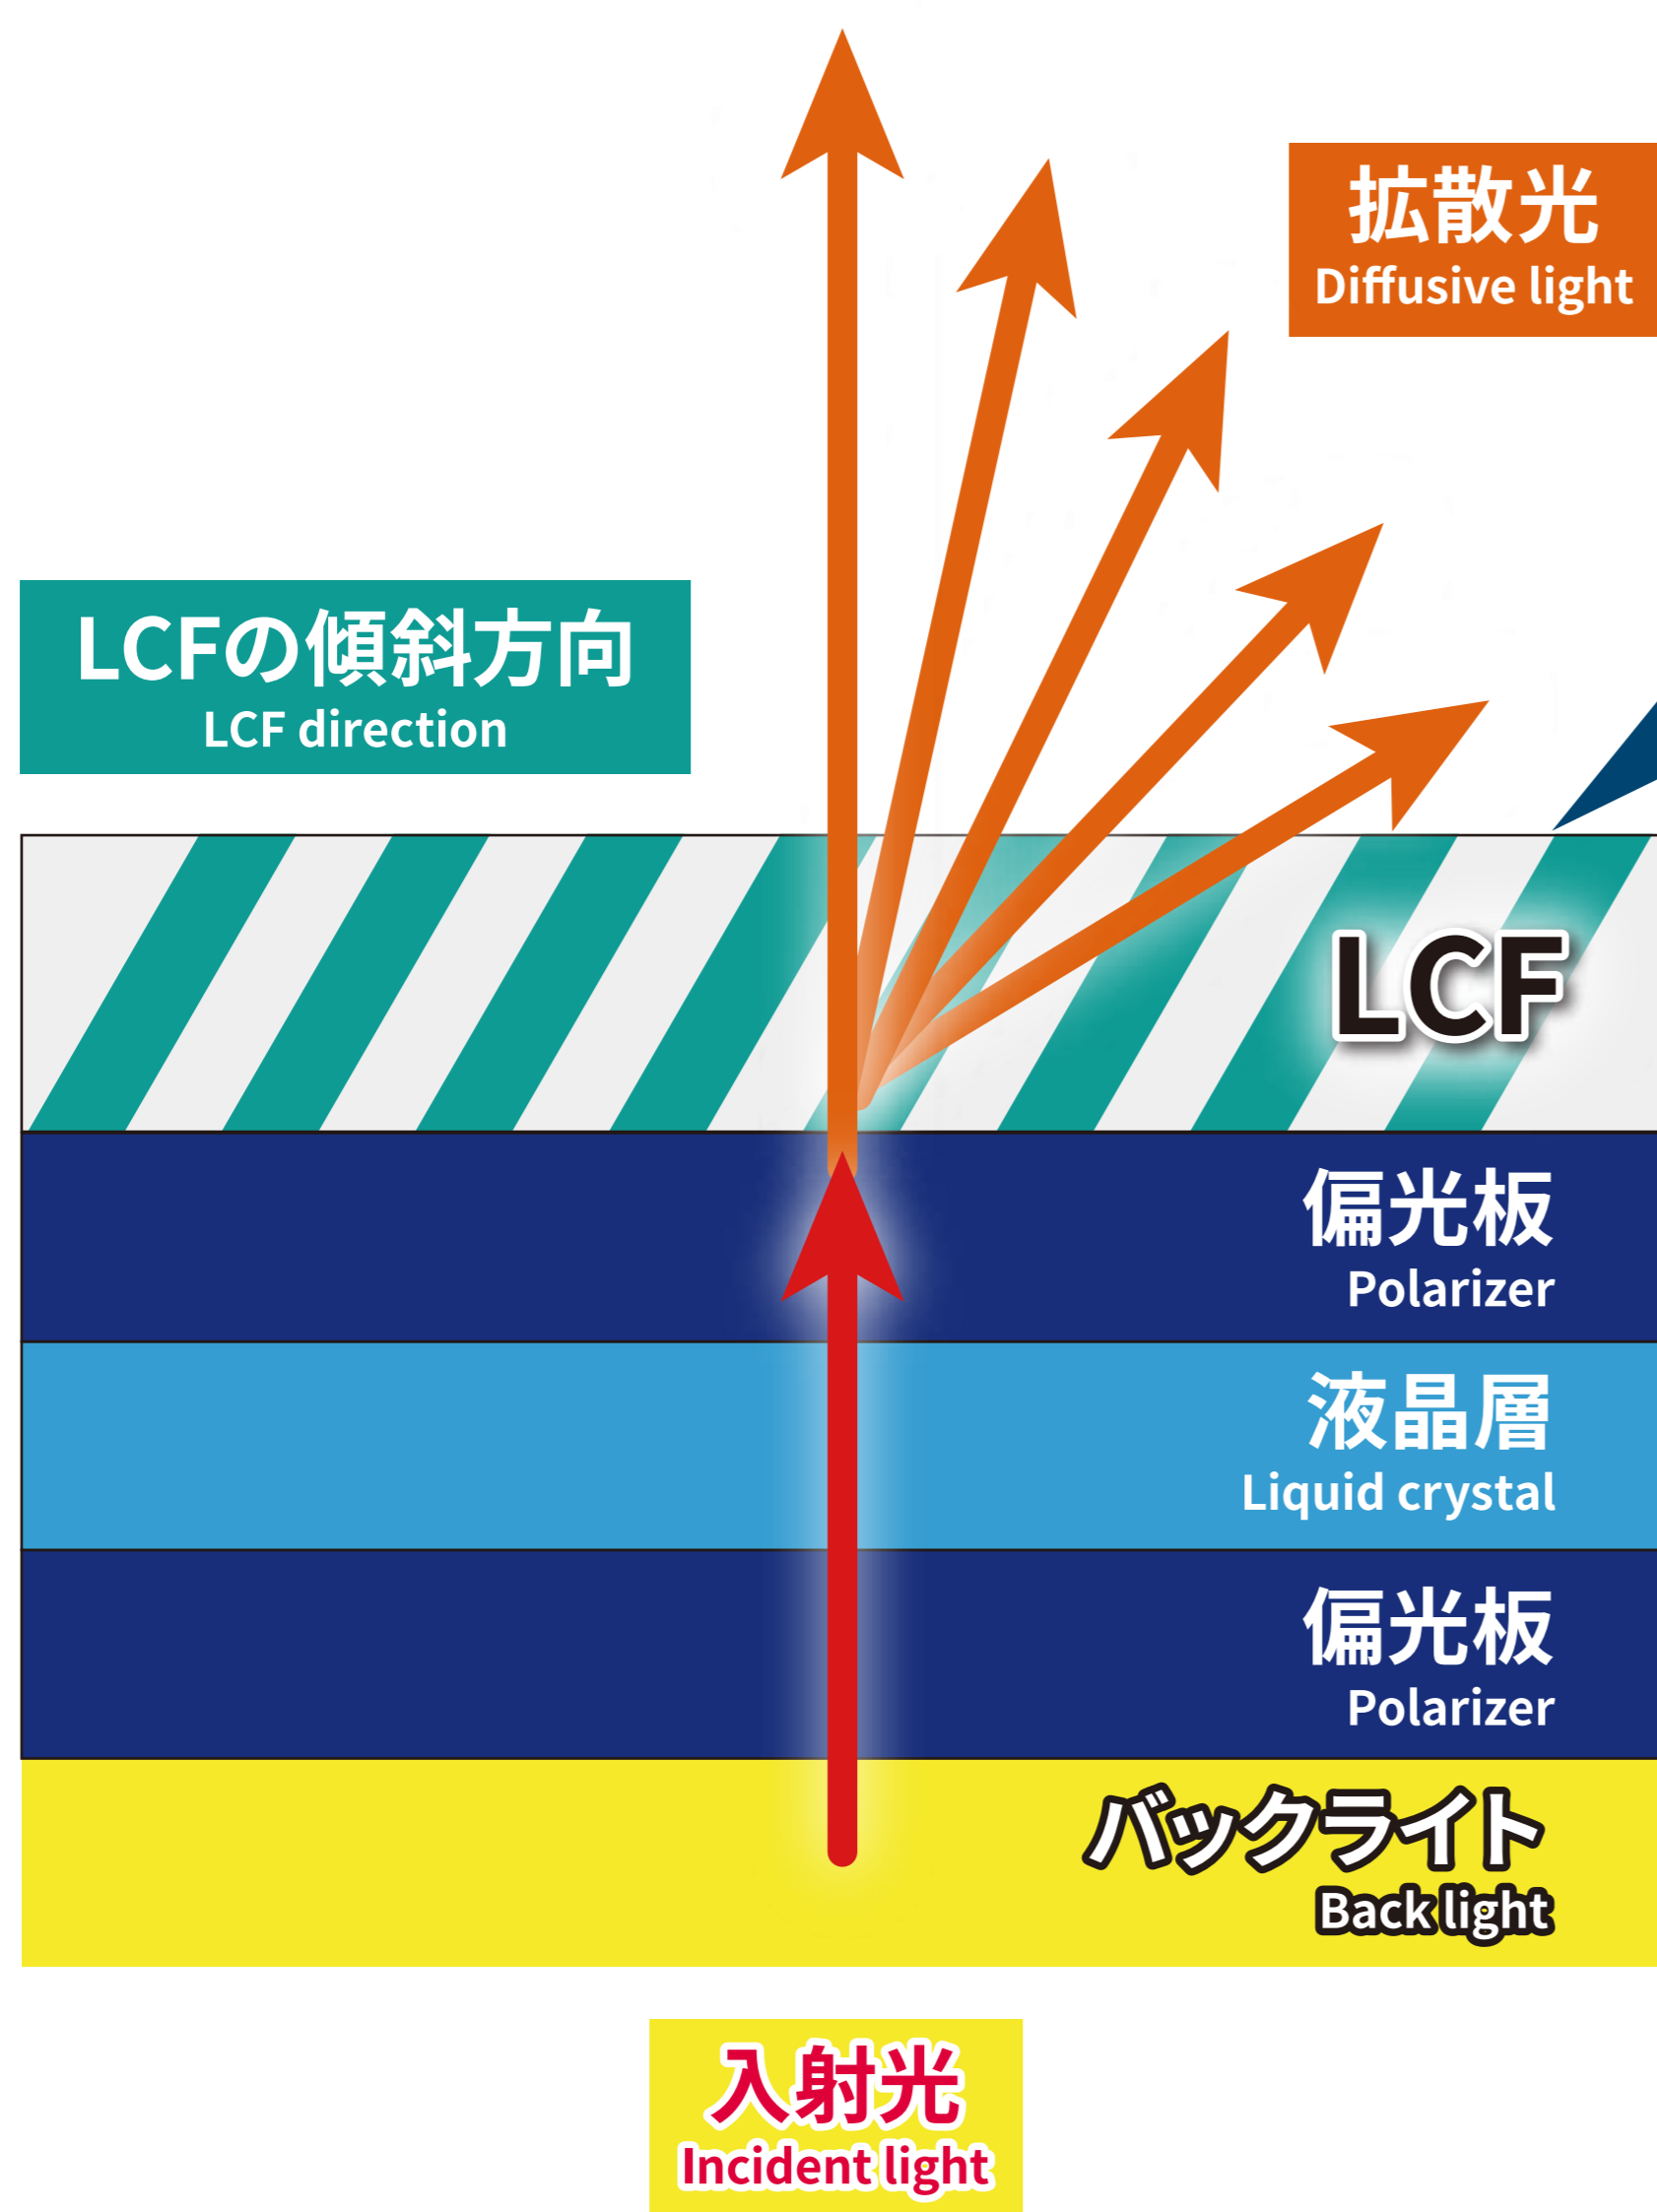 拡散光
Diffusive light
LCFの傾斜方向
LCF direction
LCF
偏光板
Polarizer
液晶層
Liquid crystal
偏光板
Polarizer
バックライト
Back light
入射光
Incident light